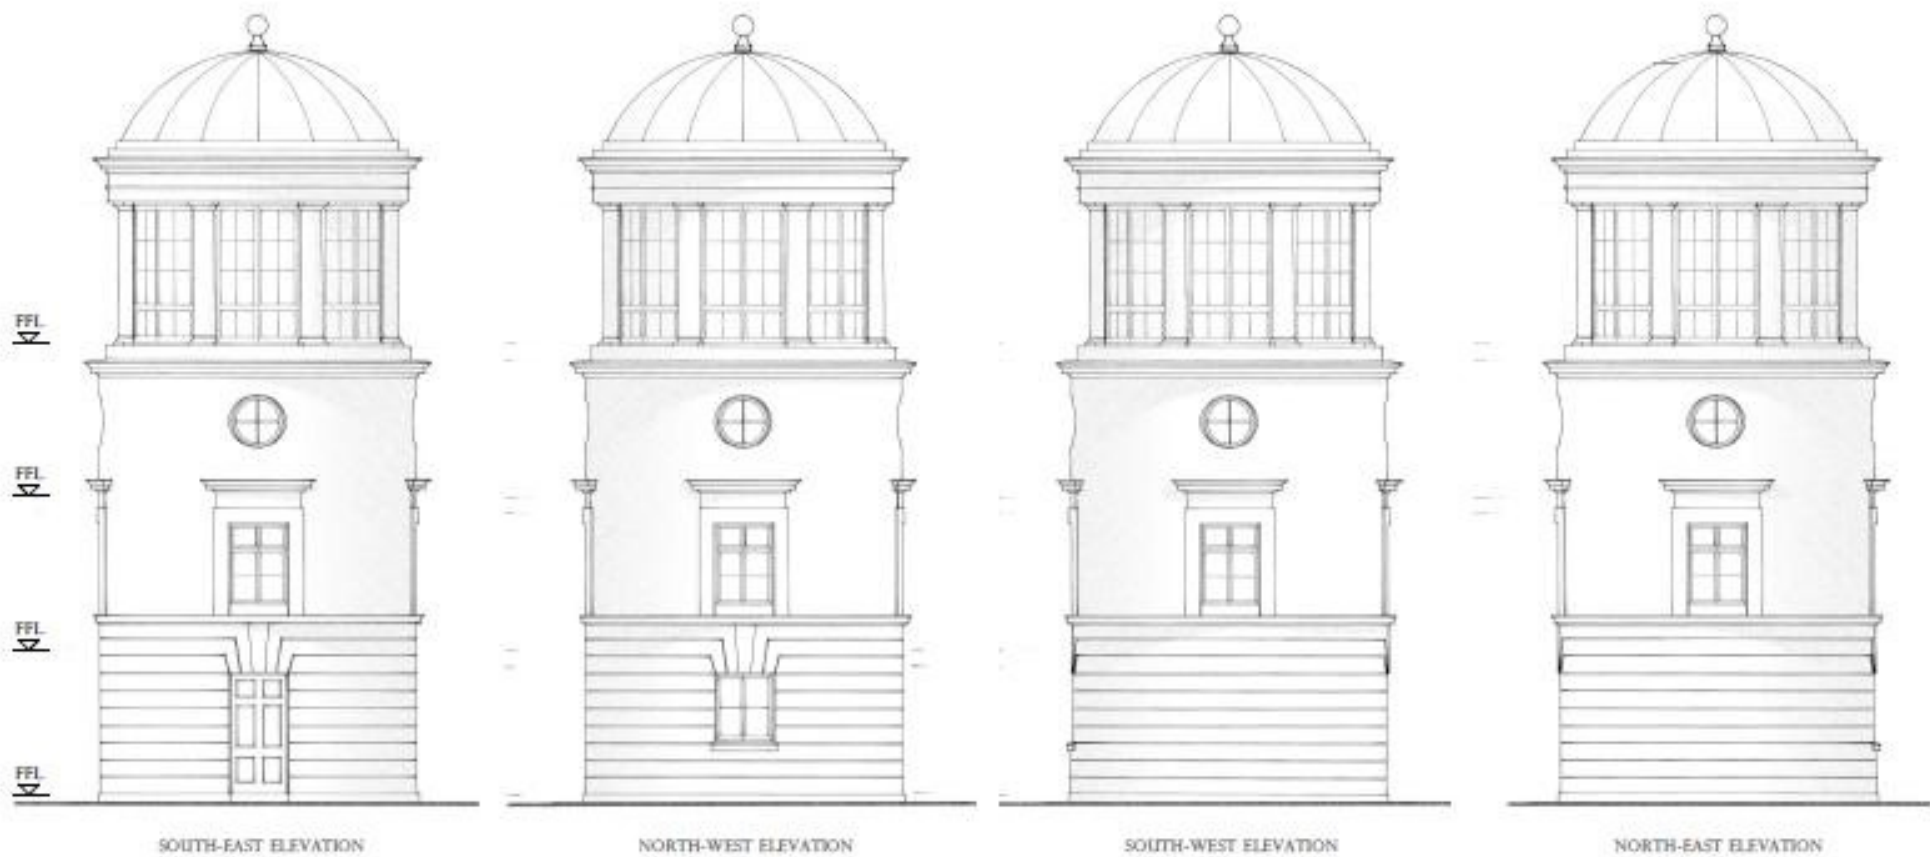 FFL
FFL
FFL
FFL
SOUTH-EAST ELEVATION
NORTH-WEST ELEVATION
SOUTH-WEST ELEVATION
NORTH-EAST ELEVATION